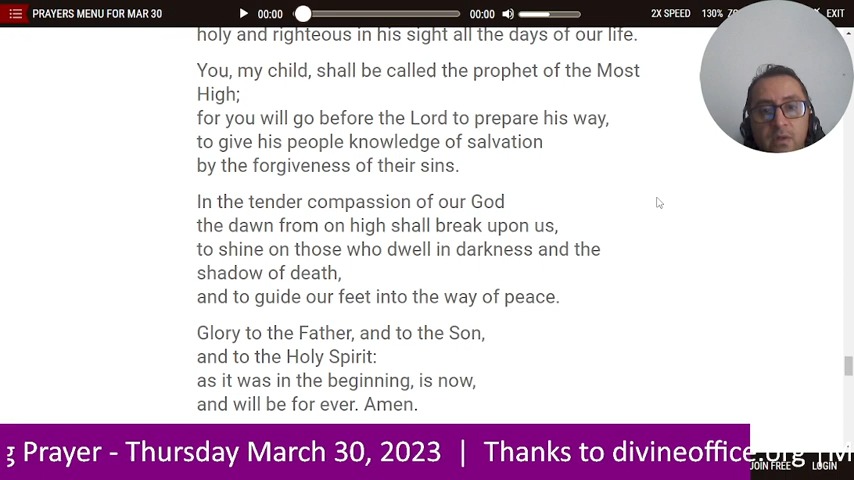 PRAYERS MENU FOR MAR 30 00:00 00:00 2X SPEED 130% EXIT
holy and righteous in his sight all the days of our life.
You, my child, shall be called the prophet of the Most
High;
for you will go before the Lord to prepare his way,
to give his people knowledge of salvation
by the forgiveness of their sins.
In the tender compassion of our God
the dawn from on high shall break upon us,
to shine on those who dwell in darkness and the
shadow of death,
and to guide our feet into the way of peace.
Glory to the Father, and to the Son,
and to the Holy Spirit:
as it was in the beginning, is now,
and will be for ever. Amen.
g Prayer - Thursday March 30, 2023 | Thanks to divineoffice.org | M
JOIN FREE LOGIN